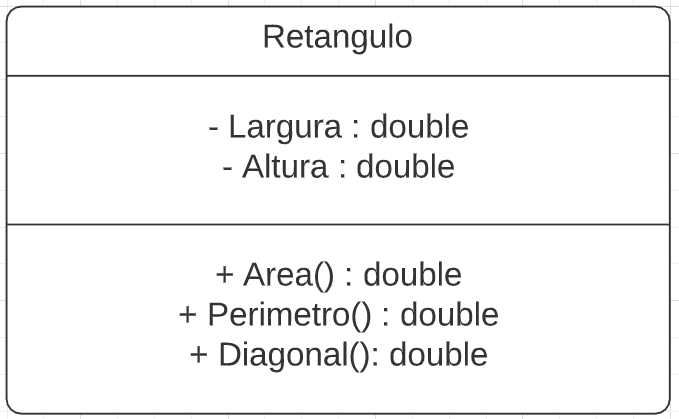 Retangulo
- Largura : double
- Altura : double
+ Area() : double
+ Perimetro() : double
+ Diagonal(): double